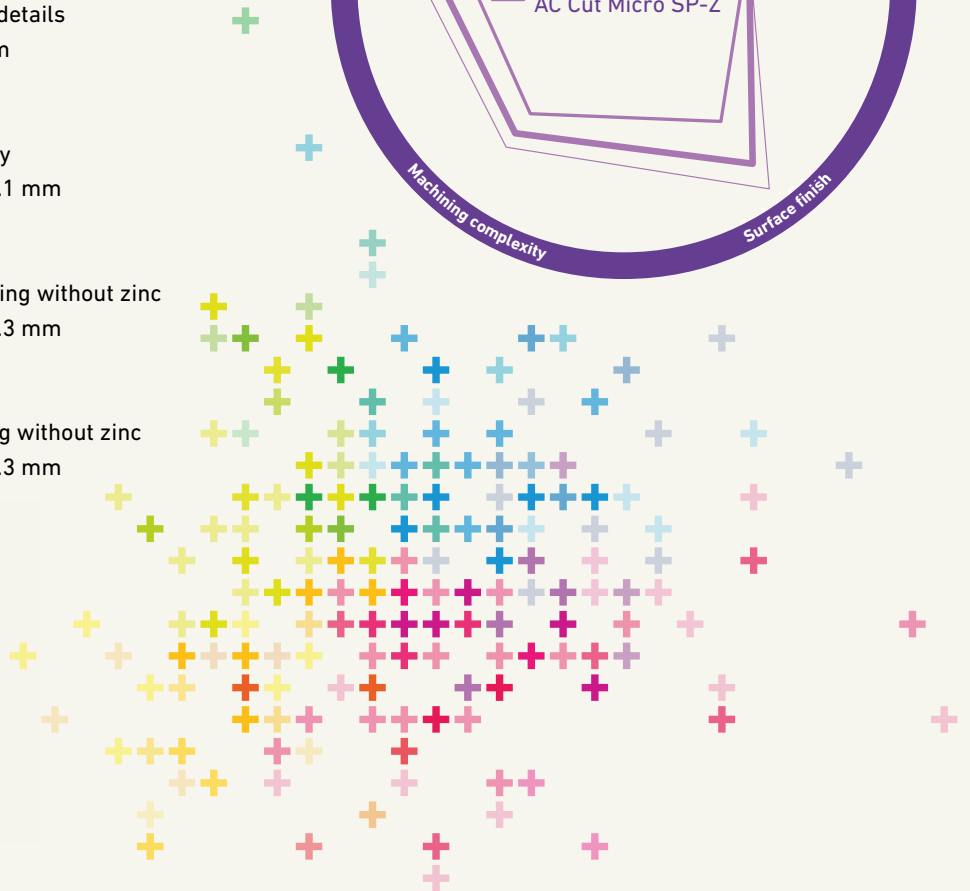 details
m
y
.1 mm
ing without zinc
.3 mm
g without zinc
.3 mm
AC Cut Micro SP-Z
Machining complexity
Surface finish